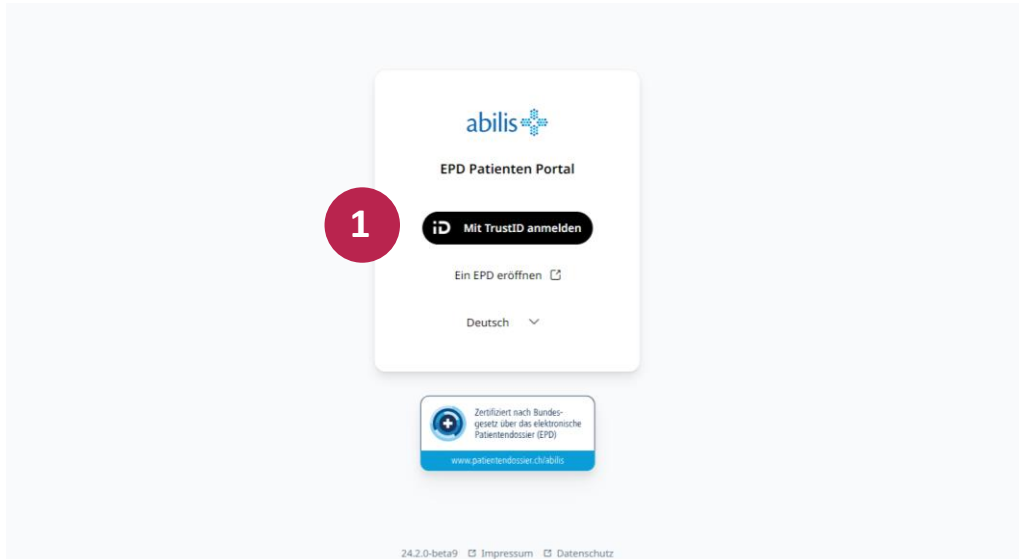 abilis
EPD Patienten Portal
1
iD Mit TrustID anmelden
Ein EPD eröffnen
Deutsch
Zertifiziert nach Bundes-
gesetz über das elektronische
Patientendossier (EPD)
www.patientendossier.ch/abilis
24.2.0-beta9 Impressum Datenschutz